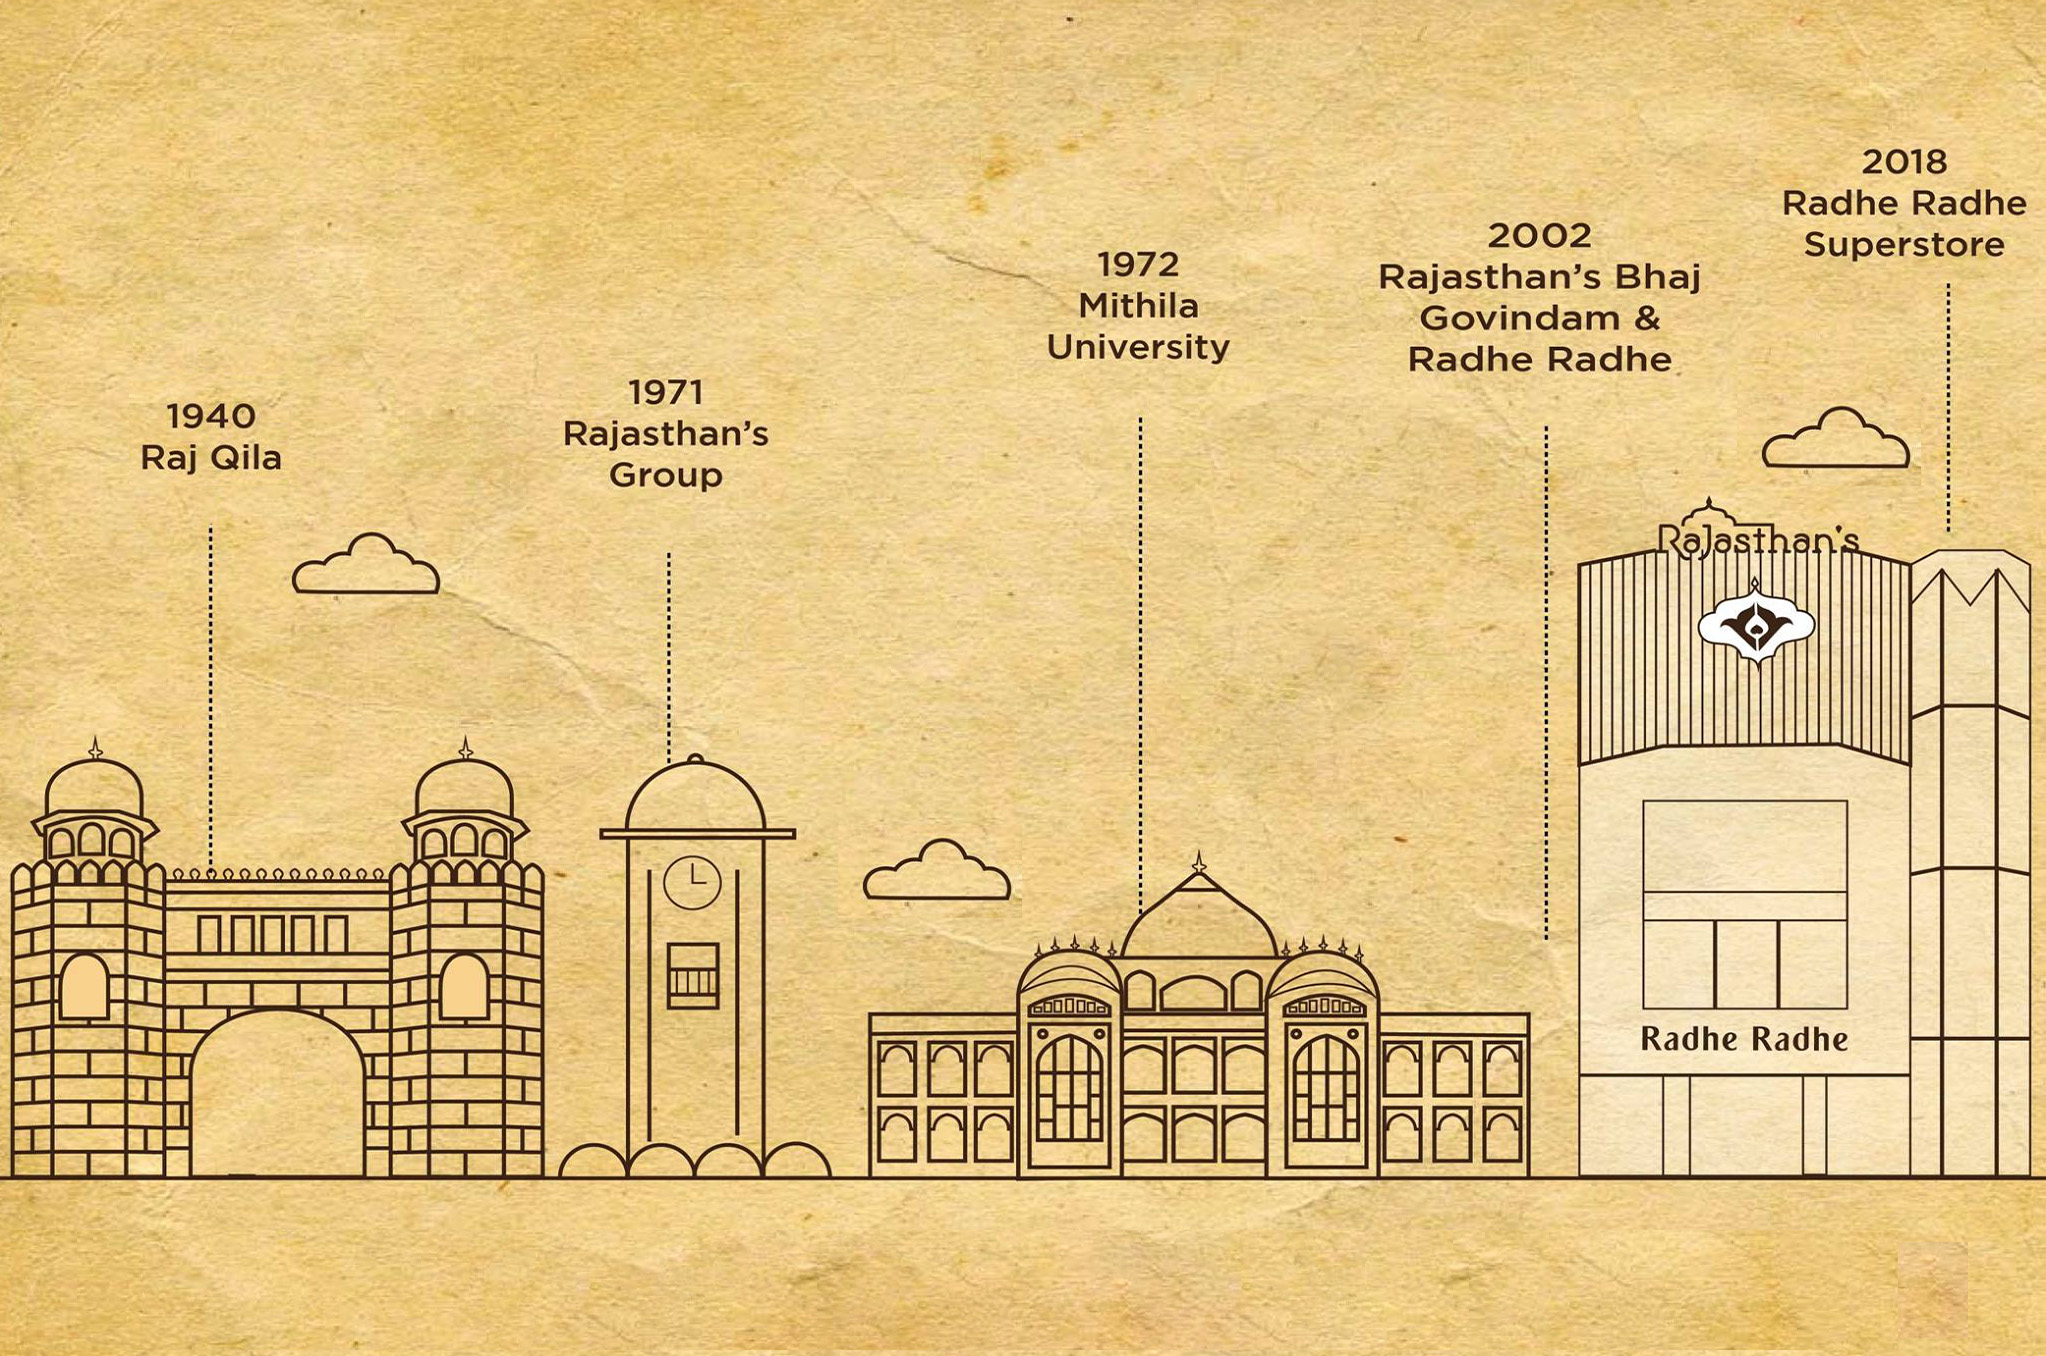 1940
Raj Qila
1971
Rajasthan's
Group
1972
Mithila
University
2002
Rajasthan's Bhaj
Govindam &
Radhe Radhe
2018
Radhe Radhe
Superstore
RaJasthan's
Radhe Radhe